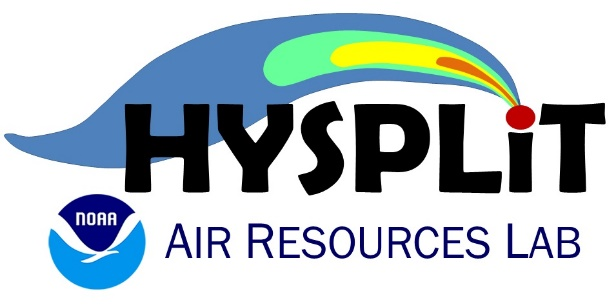 HYSPLiT
NOAA
AIR RESOURCES LAB